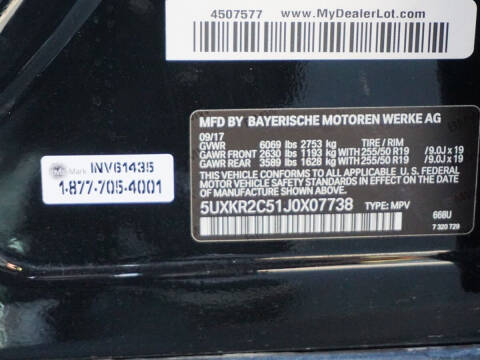 4507577 www.MyDealerLot.com
MFD BY BAYERISCHE MOTOREN WERKE AG
09/17
GVWR 6069 lbs 2753 kg TIRE / RIM
GAWR FRONT 2630 lbs 1193 kg WITH 255/50 R19 /9.0J x 19
GAWR REAR 3589 lbs 1628 kg WITH 255/50 R19 /9.0J x 19
THIS VEHICLE CONFORMS TO ALL APPLICABLE
U.S. FEDERAL MOTOR VEHICLE SAFETY AND
THEFT PREVENTION STANDARDS IN EFFECT ON
THE DATE OF MANUFACTURE SHOWN ABOVE.
5UXKR2C51J0X07738 TYPE: MPV
668U
7 320 729
Mark INV61435
1-877-705-4001